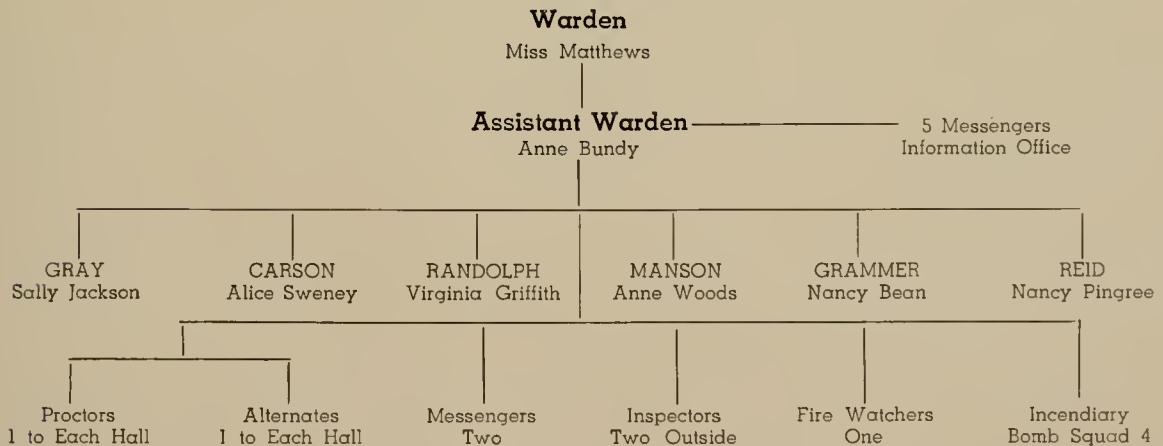 Warden
Miss Matthews
Assistant Warden
Anne Bundy
5 Messengers
Information Office
GRAY
Sally Jackson
CARSON
Alice Sweney
RANDOLPH
Virginia Griffith
MANSON
Anne Woods
GRAMMER
Nancy Bean
REID
Nancy Pingree
Proctors
1 to Each Hall
Alternates
1 to Each Hall
Messengers
Two
Inspectors
Two Outside
Fire Watchers
One
Incendiary
Bomb Squad 4